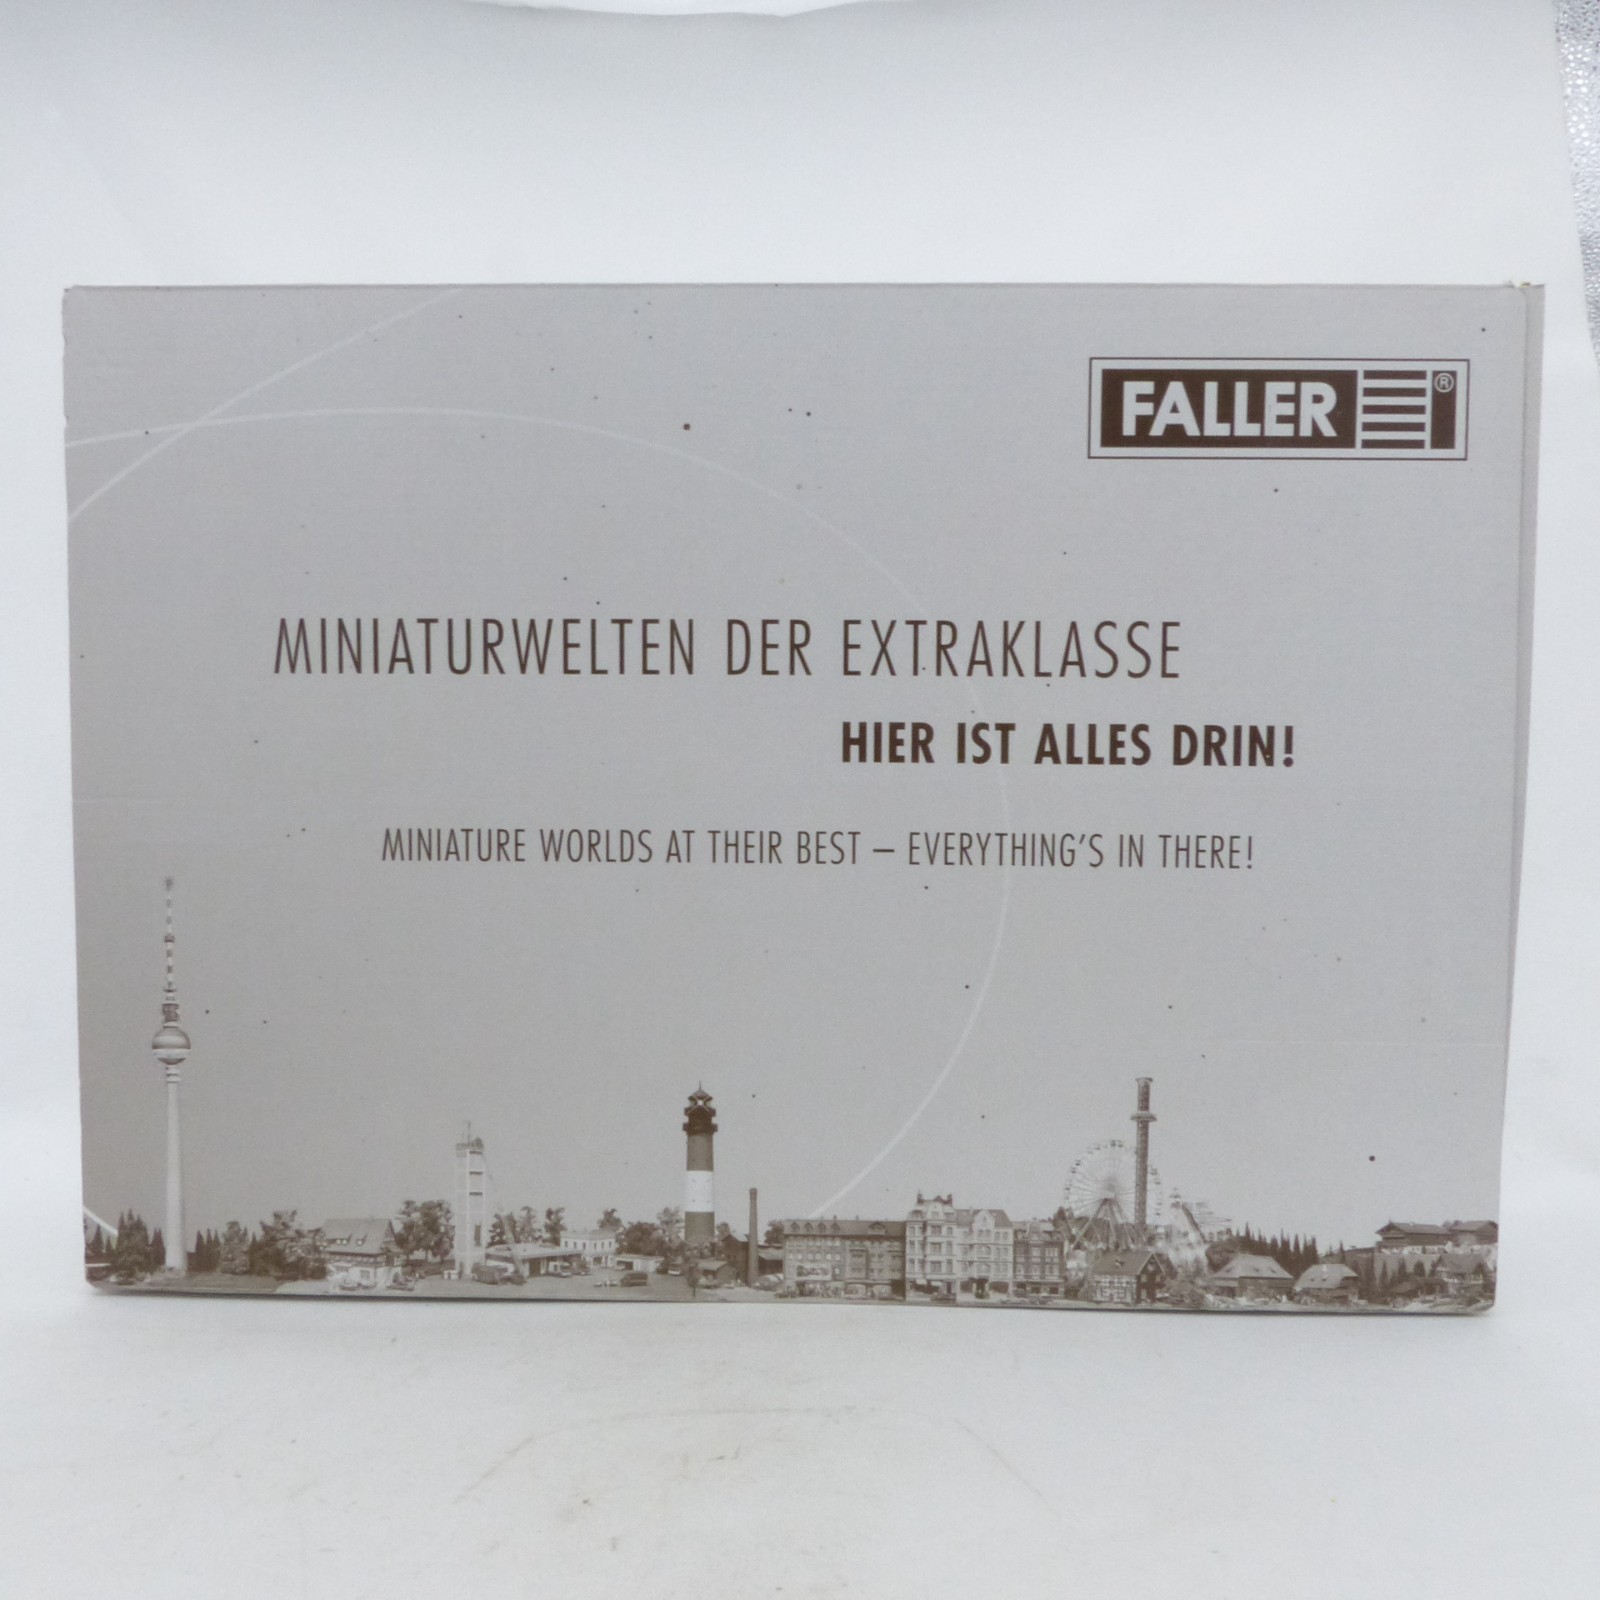 FALLER ®
MINIATURWELTEN DER EXTRAKLASSE
HIER IST ALLES DRIN!
MINIATURE WORLDS AT THEIR BEST – EVERYTHING'S IN THERE!